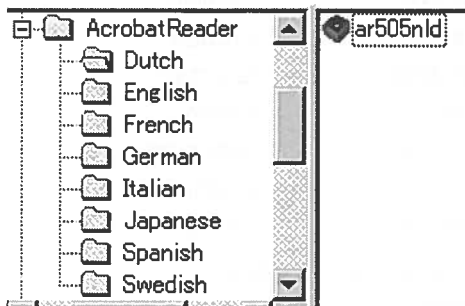 AcrobatReader
Dutch
English
French
German
Italian
Japanese
Spanish
Swedish
ar505nld